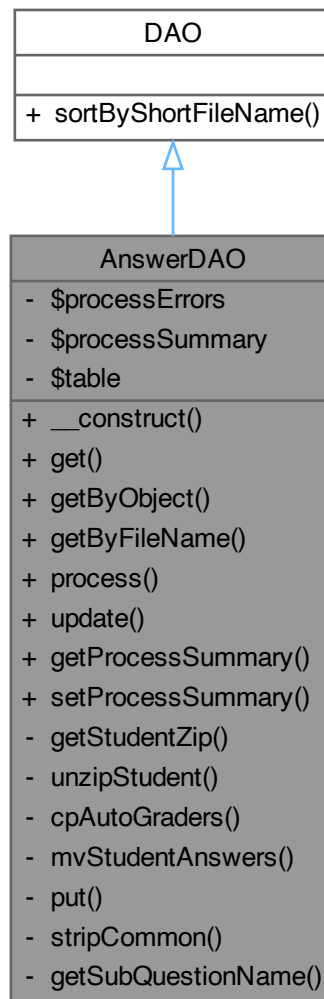 DAO
+ sortByShortFileName()
AnswerDAO
- $processErrors
- $processSummary
- $table
+ __construct()
+ get()
+ getByObject()
+ getByFileName()
+ process()
+ update()
+ getProcessSummary()
+ setProcessSummary()
- getStudentZip()
- unzipStudent()
- cpAutoGraders()
- mvStudentAnswers()
- put()
- stripCommon()
- getSubQuestionName()